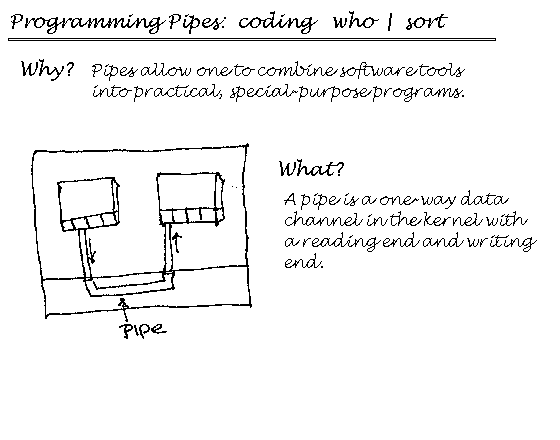 Programming Pipes: coding who | sort
Why? Pipes allow one to combine software tools
into practical, special-purpose programs.
What?
A pipe is a one-way data
channel in the kernel with
a reading end and writing
end.
pipe